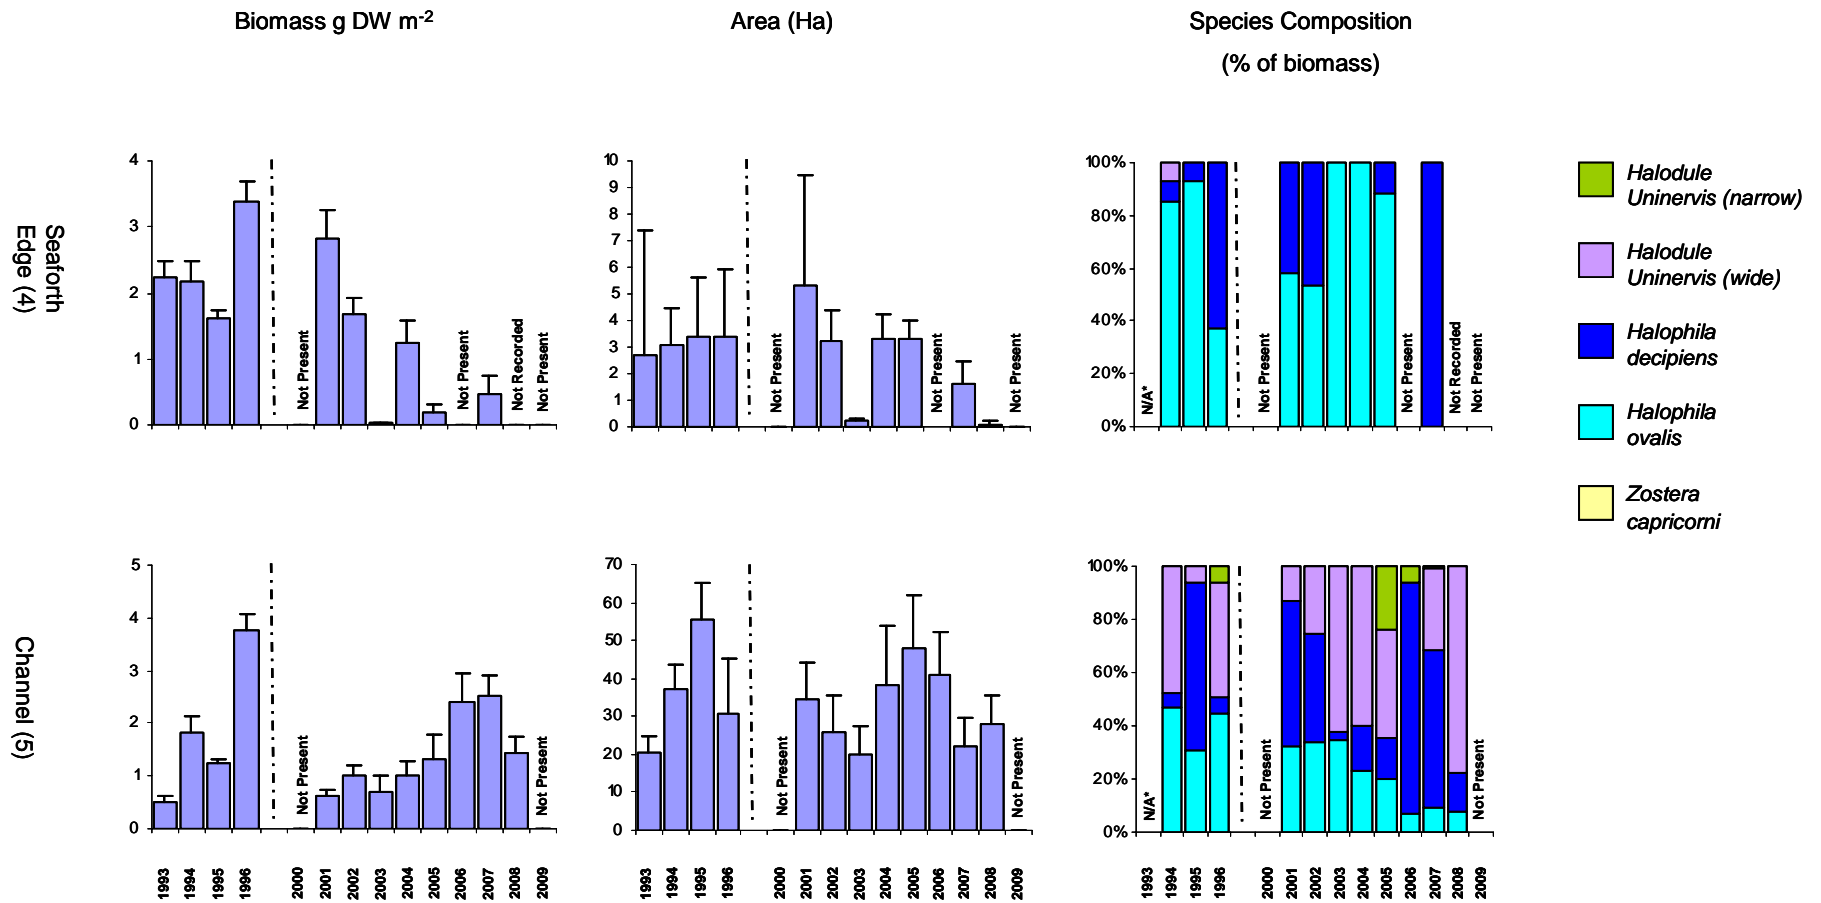 Biomass g DW m-2
Area (Ha)
Species Composition
(% of biomass)
Seaforth
Edge (4)
4
3
2
1
0
Not Present
Not Present
Not Recorded
Not Present
10
9
8
7
6
5
4
3
2
1
0
Not Present
Not Present
Not Present
100%
80%
60%
40%
20%
0%
N/A*
Not Present
Not Present
Not Recorded
Not Present
Halodule
Uninervis (narrow)
Halodule
Uninervis (wide)
Halophila
decipiens
Halophila
ovalis
Zostera
capricorni
Channel (5)
5
4
3
2
1
0
Not Present
Not Present
70
60
50
40
30
20
10
0
Not Present
Not Present
100%
80%
60%
40%
20%
0%
N/A*
Not Present
Not Present
1993
1994
1995
1996
2000
2001
2002
2003
2004
2005
2006
2007
2008
2009
1993
1994
1995
1996
2000
2001
2002
2003
2004
2005
2006
2007
2008
2009
1993
1994
1995
1996
2000
2001
2002
2003
2004
2005
2006
2007
2008
2009